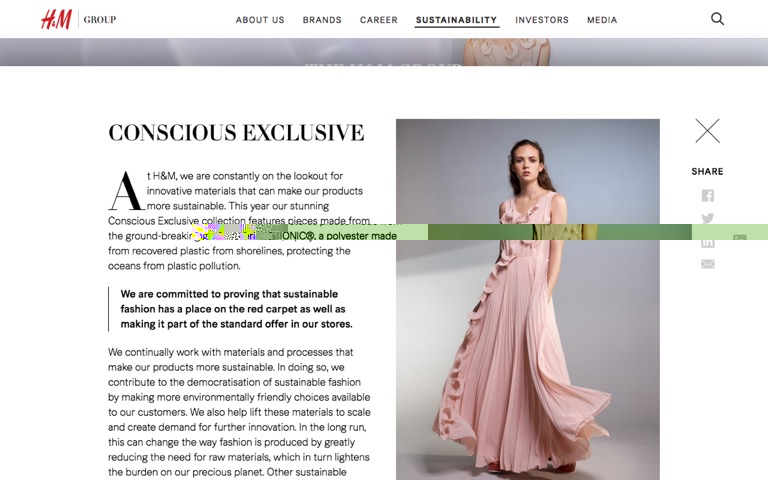 H&M GROUP
ABOUT US BRANDS CAREER SUSTAINABILITY INVESTORS MEDIA
THE H&M GROUP
CONSCIOUS EXCLUSIVE
SHARE
At H&M, we are constantly on the lookout for
innovative materials that can make our products
more sustainable. This year our stunning
Conscious Exclusive collection features pieces made from
the ground-breaking IONIC®, a polyester made
from recovered plastic from shorelines, protecting the
oceans from plastic pollution.
We are committed to proving that sustainable
fashion has a place on the red carpet as well as
making it part of the standard offer in our stores.
We continually work with materials and processes that
make our products more sustainable. In doing so, we
contribute to the democratisation of sustainable fashion
by making more environmentally friendly choices available
to our customers. We also help lift these materials to scale
and create demand for further innovation. In the long run,
this can change the way fashion is produced by greatly
reducing the need for raw materials, which in turn lightens
the burden on our precious planet. Other sustainable